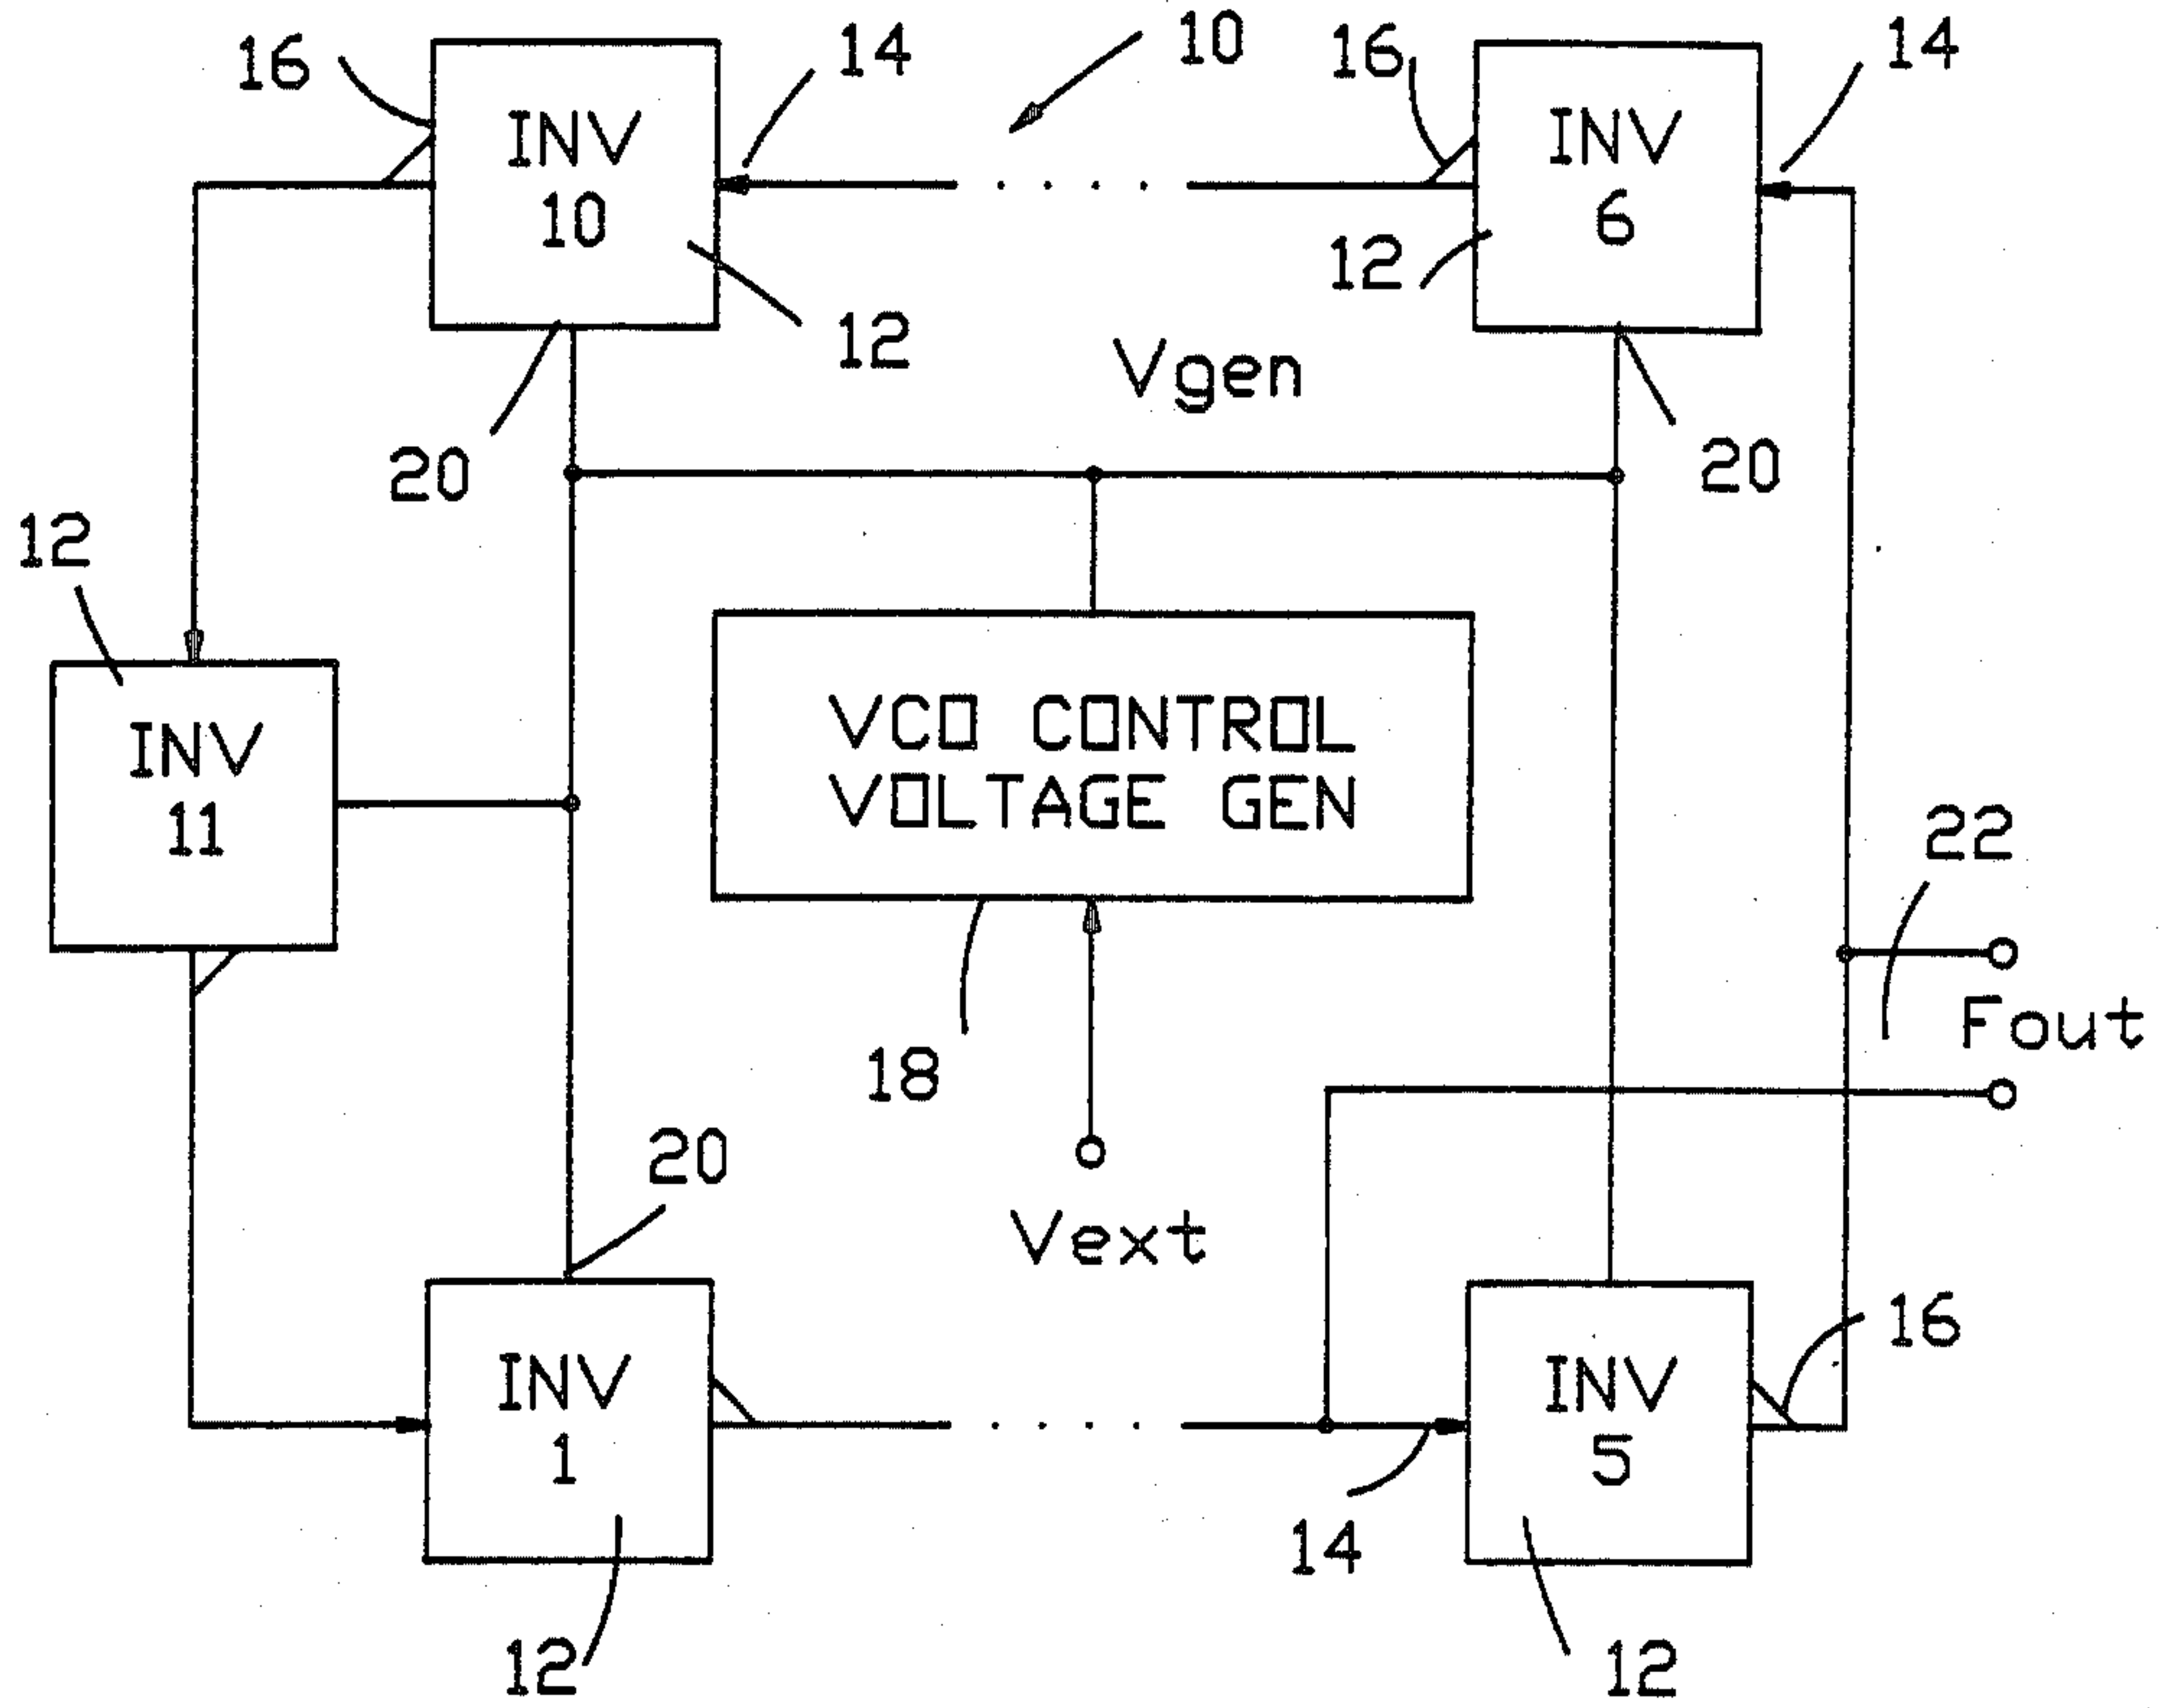 16
INV
10
14
10
16
INV
6
14
12
12
20
Vgen
20
12
INV
11
VCO CONTROL
VOLTAGE GEN
22
Fout
18
20
Vext
INV
1
INV
5
16
14
12
12